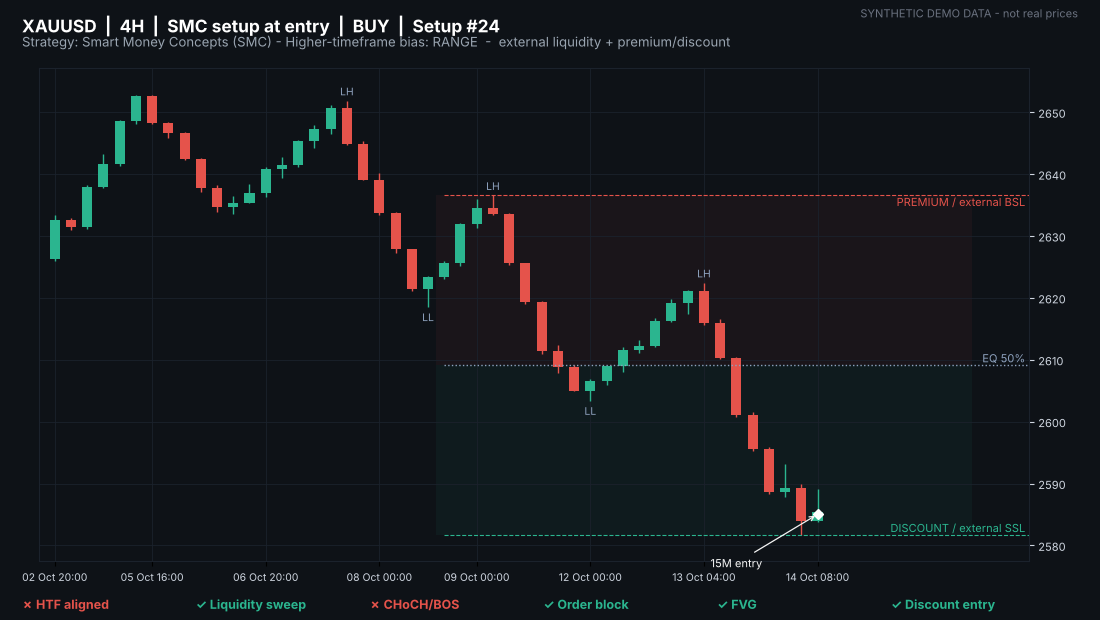 SYNTHETIC DEMO DATA - not real prices
XAUUSD | 4H | SMC setup at entry | BUY | Setup #24
Strategy: Smart Money Concepts (SMC) - Higher-timeframe bias: RANGE - external liquidity + premium/discount
LH
2650
2640
LH
PREMIUM / external BSL
2630
LH
2620
LL
EQ 50%
2610
LL
2600
2590
DISCOUNT / external SSL
2580
15M entry
02 Oct 20:00 05 Oct 16:00 06 Oct 20:00 08 Oct 00:00 09 Oct 00:00 12 Oct 00:00 13 Oct 04:00 14 Oct 08:00
× HTF aligned ✓ Liquidity sweep × CHoCH/BOS ✓ Order block ✓ FVG ✓ Discount entry